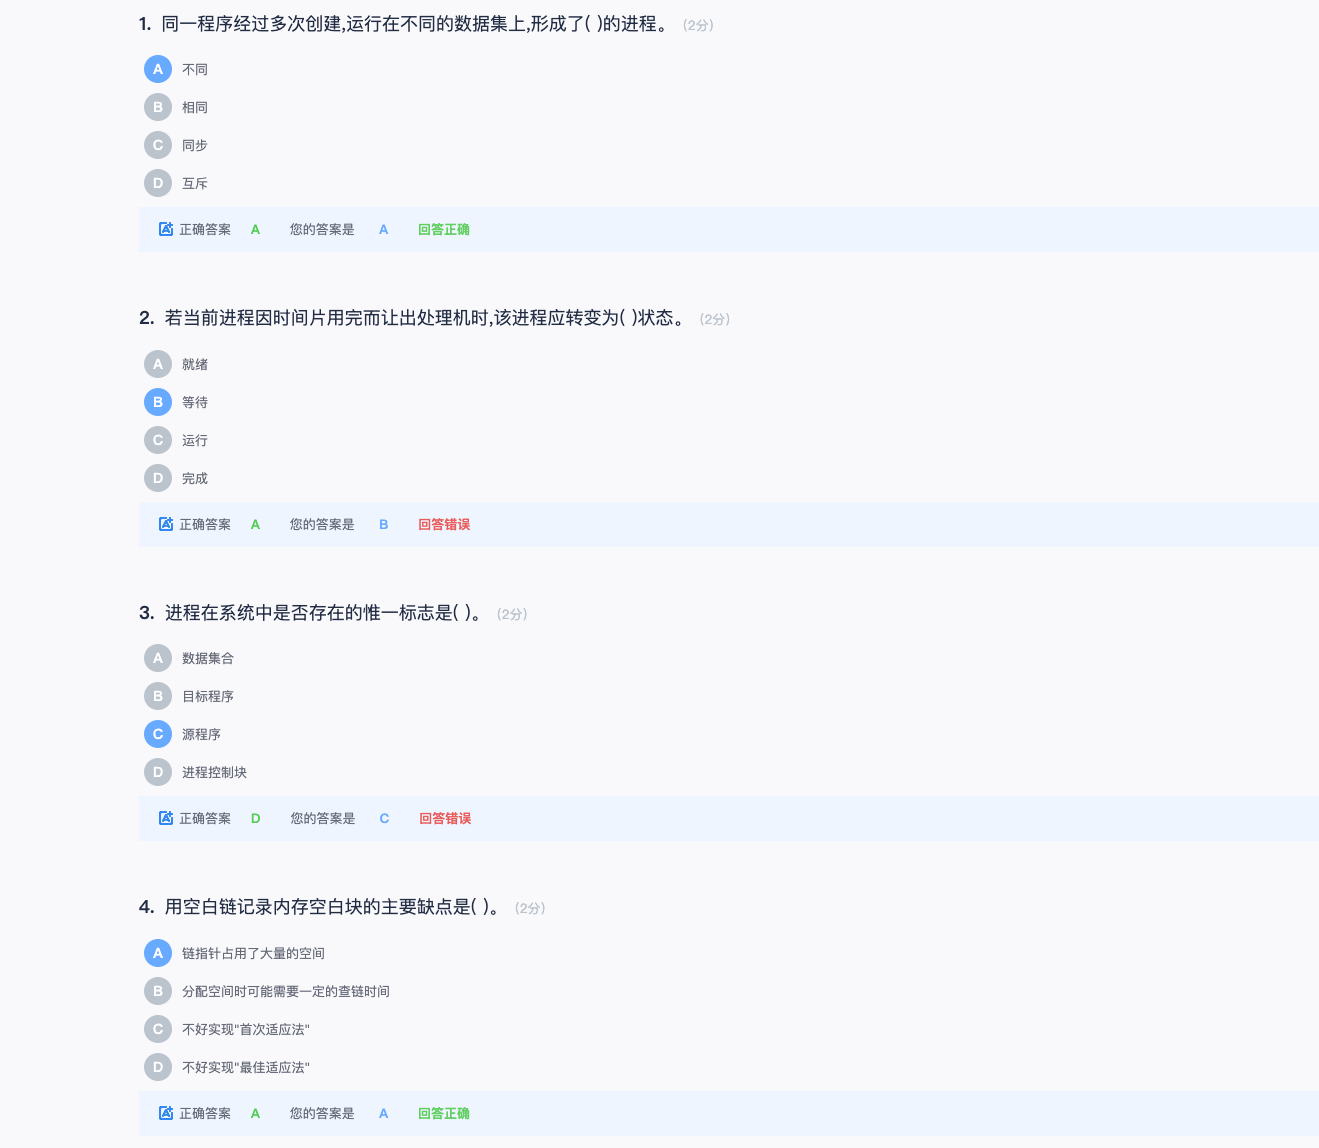 1. 同一程序经过多次创建,运行在不同的数据集上,形成了( )的进程。 (2分)
A 不同
B 相同
C 同步
D 互斥
正确答案 A 您的答案是 A 回答正确
2. 若当前进程因时间片用完而让出处理机时,该进程应转变为( )状态。 (2分)
A 就绪
B 等待
C 运行
D 完成
正确答案 A 您的答案是 B 回答错误
3. 进程在系统中是否存在的惟一标志是( )。 (2分)
A 数据集合
B 目标程序
C 源程序
D 进程控制块
正确答案 D 您的答案是 C 回答错误
4. 用空白链记录内存空白块的主要缺点是( )。 (2分)
A 链指针占用了大量的空间
B 分配空间时可能需要一定的查链时间
C 不好实现"首次适应法"
D 不好实现"最佳适应法"
正确答案 A 您的答案是 A 回答正确